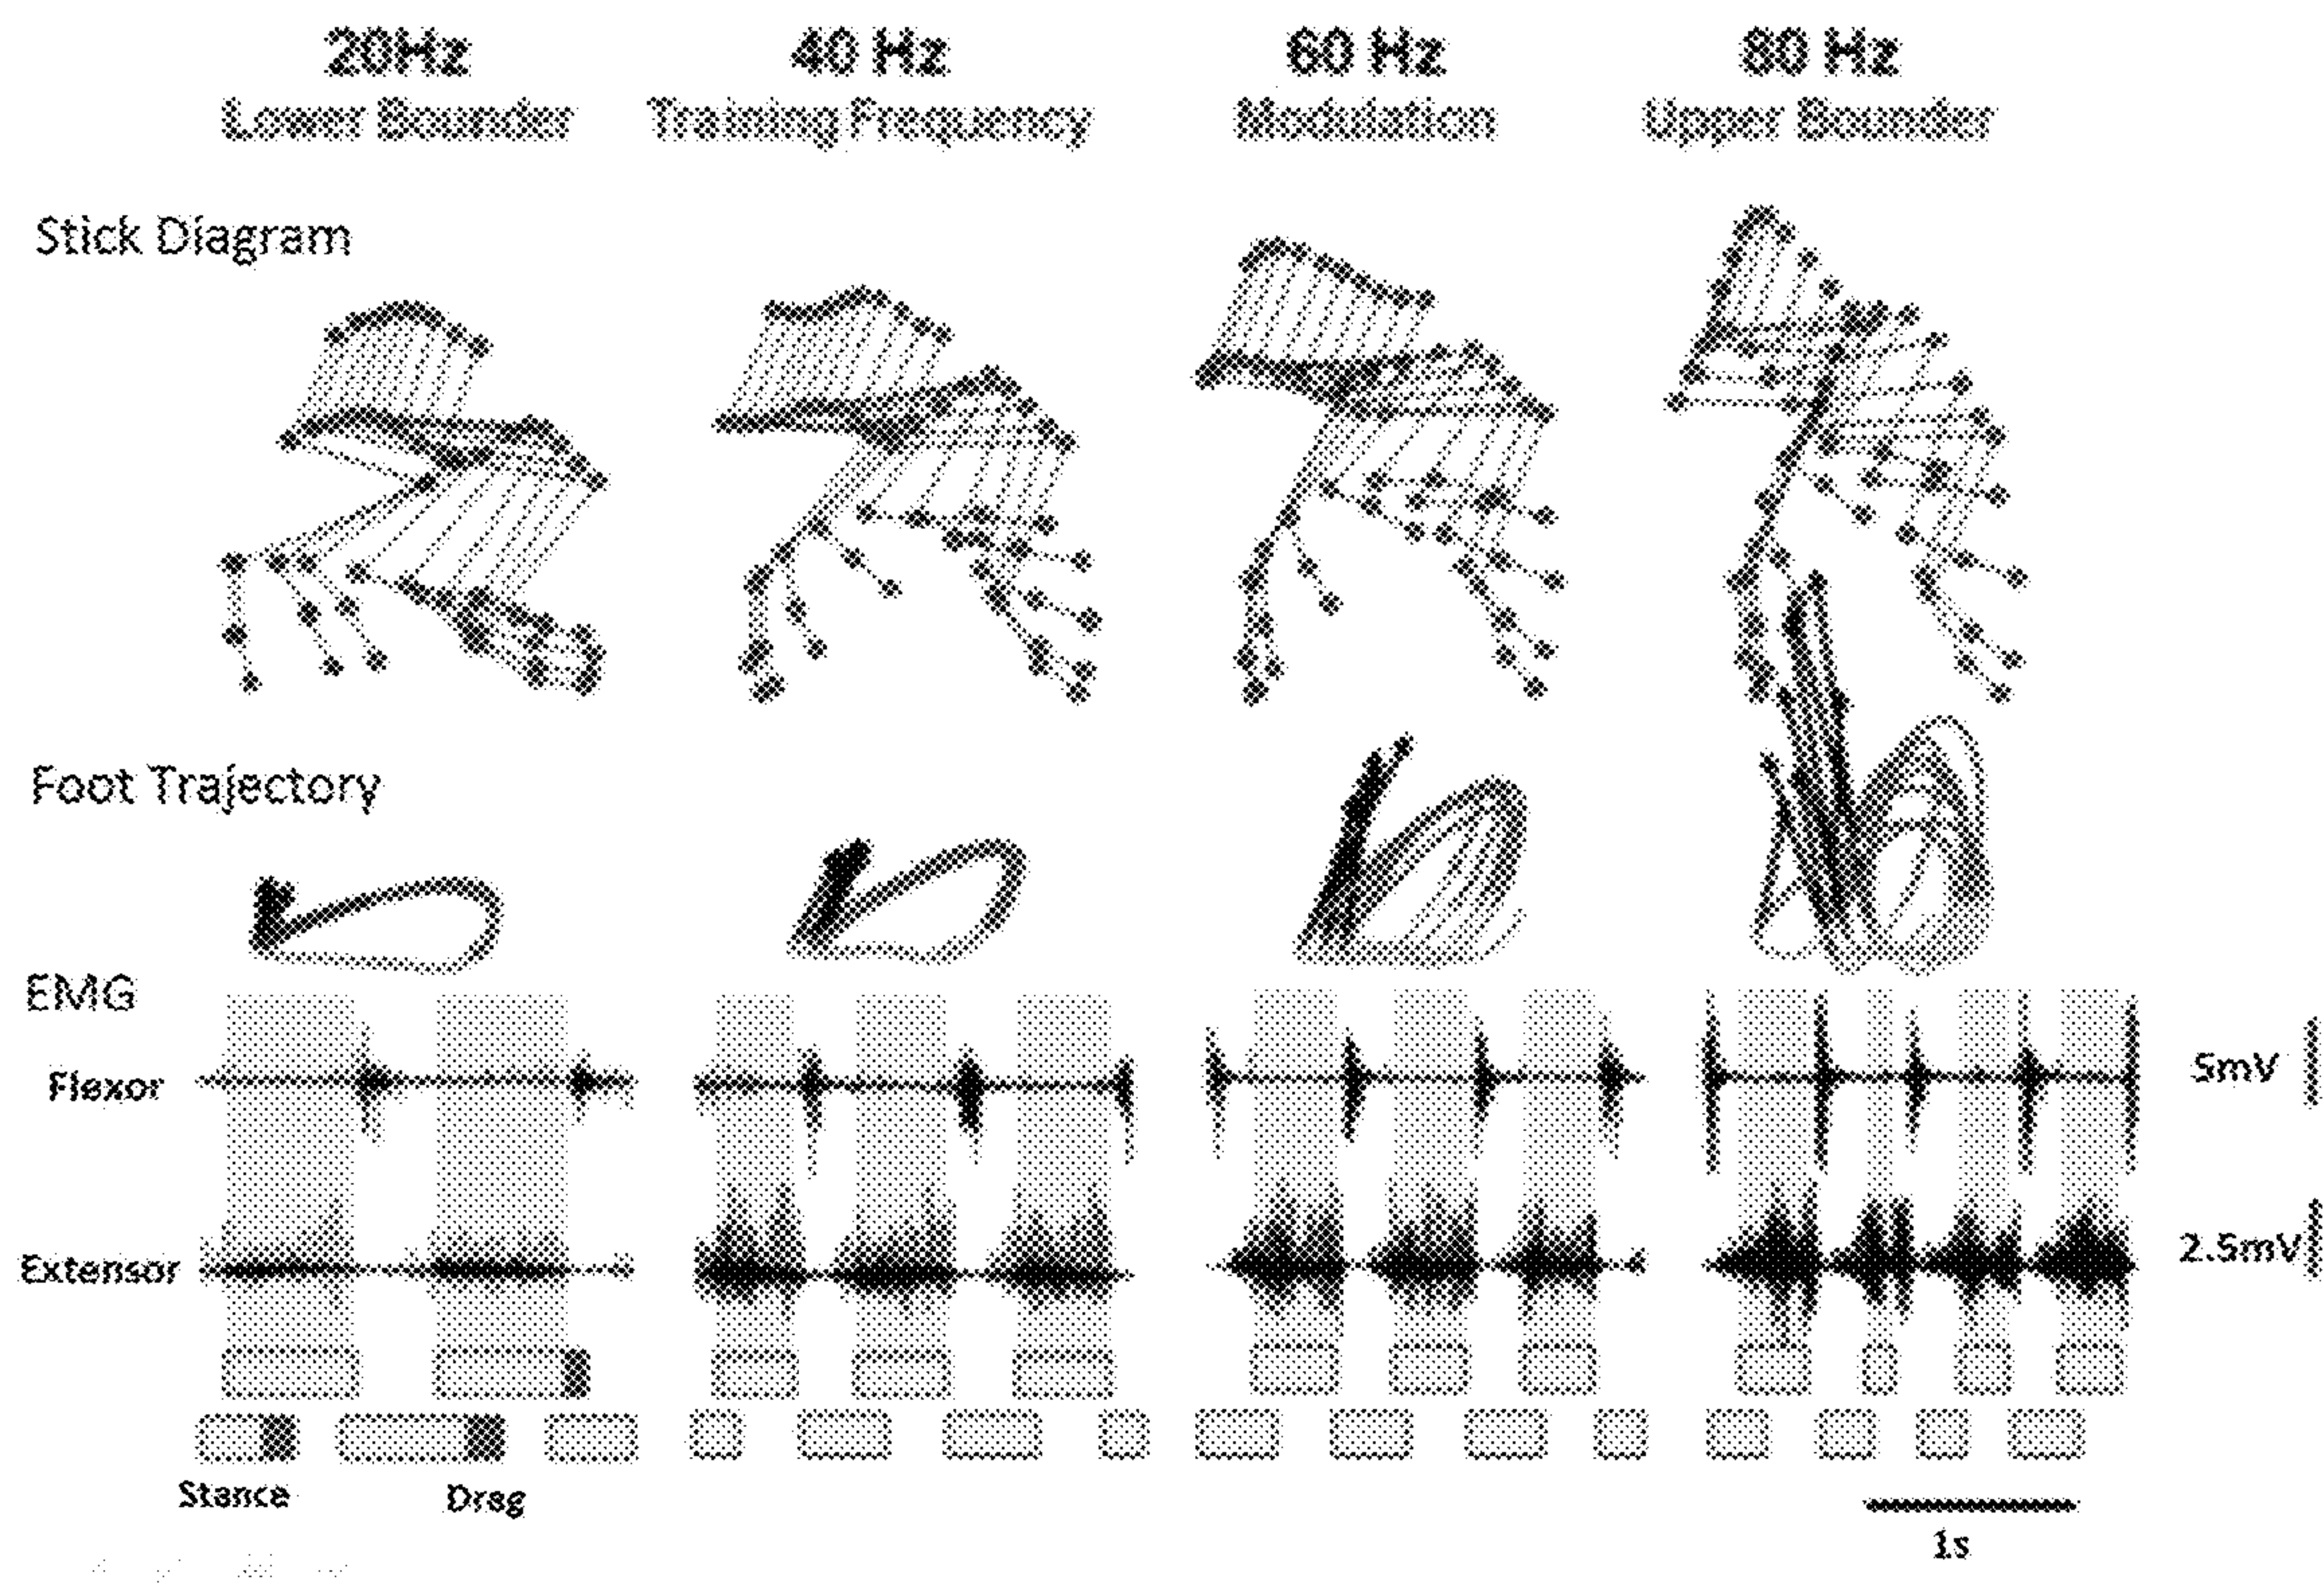 20Hz
Lower Bounder
40 Hz
Training Frequency
60 Hz
Modulation
80 Hz
Upper Bounder
Stick Diagram
Foot Trajectory
EMG
Flexor
5mV
Extensor
2.5mV
Stance
Drag
1s